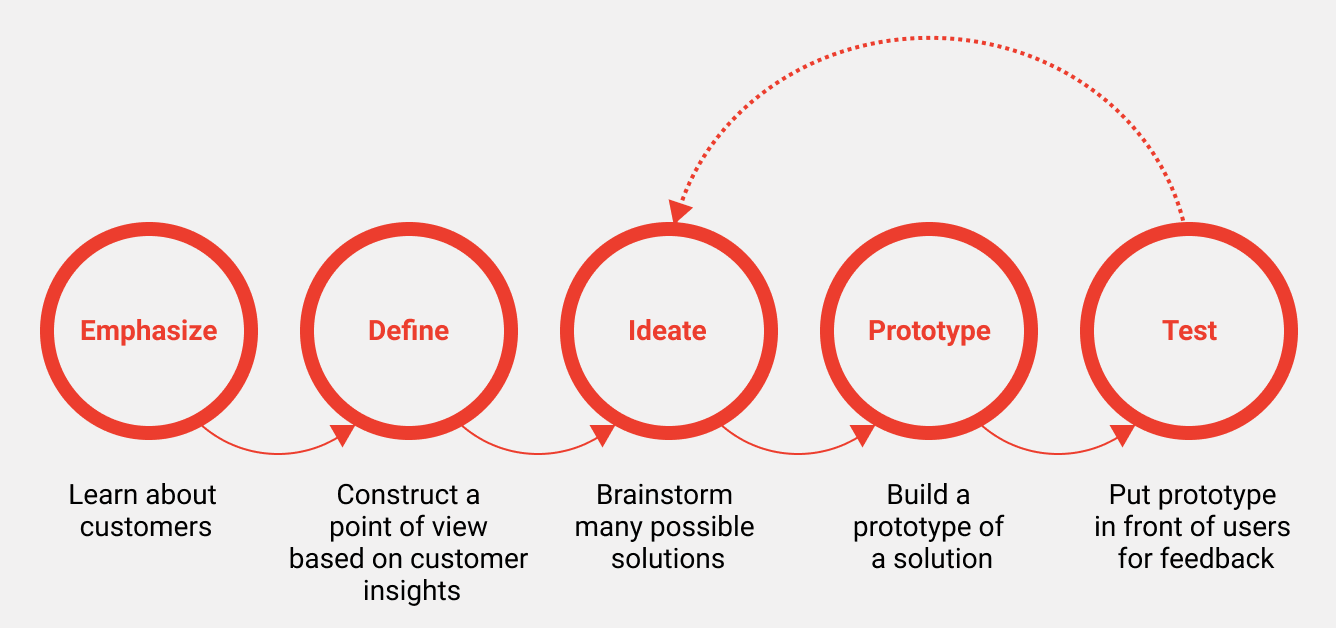 Emphasize
Define
Ideate
Prototype
Test
Learn about
customers
Construct a
point of view
based on customer
insights
Brainstorm
many possible
solutions
Build a
prototype of
a solution
Put prototype
in front of users
for feedback